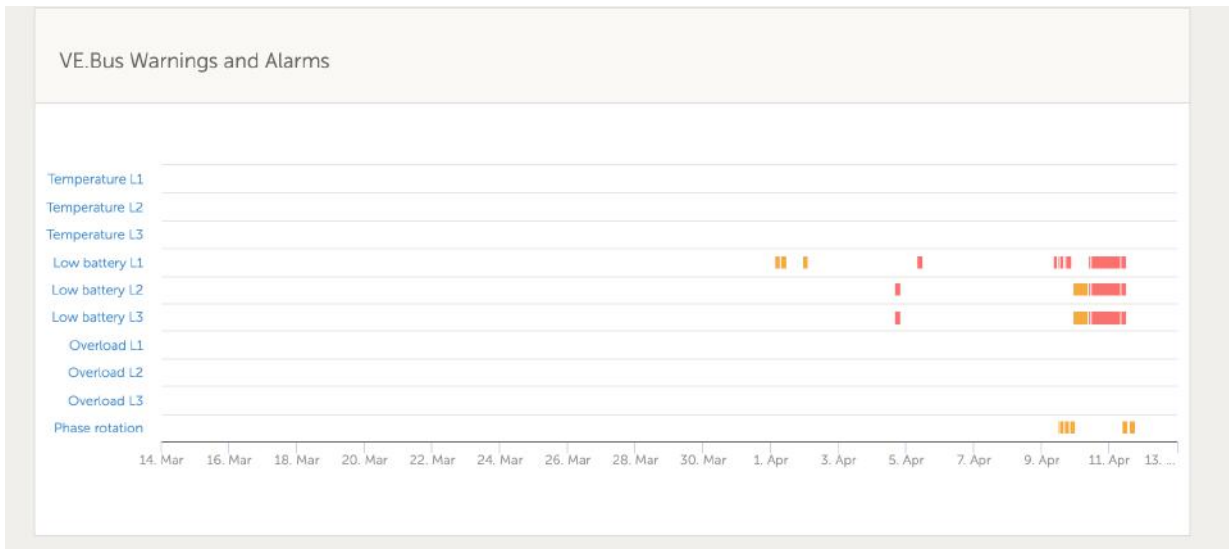 VE.Bus Warnings and Alarms
Temperature L1
Temperature L2
Temperature L3
Low battery L1
Low battery L2
Low battery L3
Overload L1
Overload L2
Overload L3
Phase rotation
14. Mar 16. Mar 18. Mar 20. Mar 22. Mar 24. Mar 26. Mar 28. Mar 30. Mar 1. Apr 3. Apr 5. Apr 7. Apr 9. Apr 11. Apr 13. ...